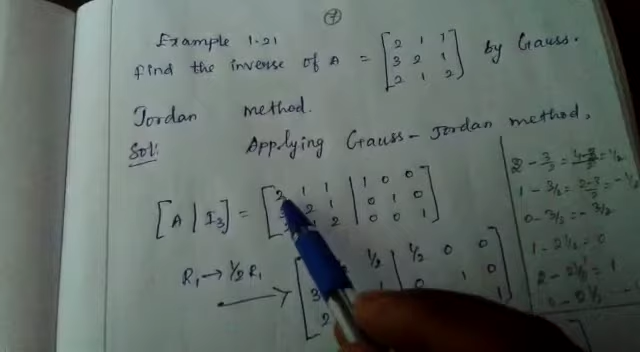 7
Example 1.21
Find the inverse of A = [2 1 1
3 2 1
2 1 2] by Gauss-
Jordan method.
Sol: Applying Gauss-Jordan method,
[A | I3] = [2 1 1 | 1 0 0
2 1 | 0 1 0
1 2 | 0 0 1]
R1 → 1/2 R1
1/2 | 1/2 0 0
3 1 | 0 1 0
2 1
2 - 3/2 = 4-3/2 = 1/2
1 - 3/2 = 2-3/2 = -1/2
0 - 3/2 = -3/2
1 - 2/2 = 0
2 - 2/2 = 1
0 - 2/2